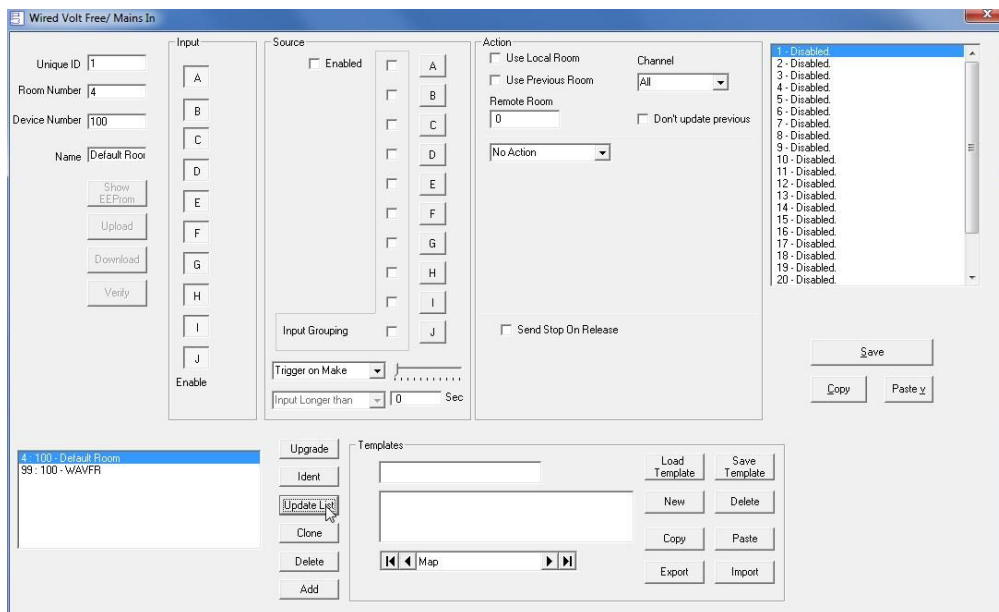 Wired Volt Free/ Mains In
x
Unique ID 1
Room Number 4
Device Number 100
Name Default Roor
Show
EEProm
Upload
Download
Verify
Input
A
B
C
D
E
F
G
H
I
J
Enable
Source
Enabled
A
B
C
D
E
F
G
H
I
Input Grouping
J
Trigger on Make
Input Longer than 0 Sec
Action
Use Local Room
Use Previous Room
Remote Room
0
No Action
Channel
All
Don't update previous
Send Stop On Release
1 - Disabled.
2 - Disabled.
3 - Disabled.
4 - Disabled.
5 - Disabled.
6 - Disabled.
7 - Disabled.
8 - Disabled.
9 - Disabled.
10 - Disabled.
11 - Disabled.
12 - Disabled.
13 - Disabled.
14 - Disabled.
15 - Disabled.
16 - Disabled.
17 - Disabled.
18 - Disabled.
19 - Disabled.
20 - Disabled.
Save
Copy Paste v
4 : 100 - Default Room
99 : 100 - WAVFR
Upgrade
Ident
Update List
Clone
Delete
Add
Templates
Map
Load
Template
Save
Template
New Delete
Copy Paste
Export Import